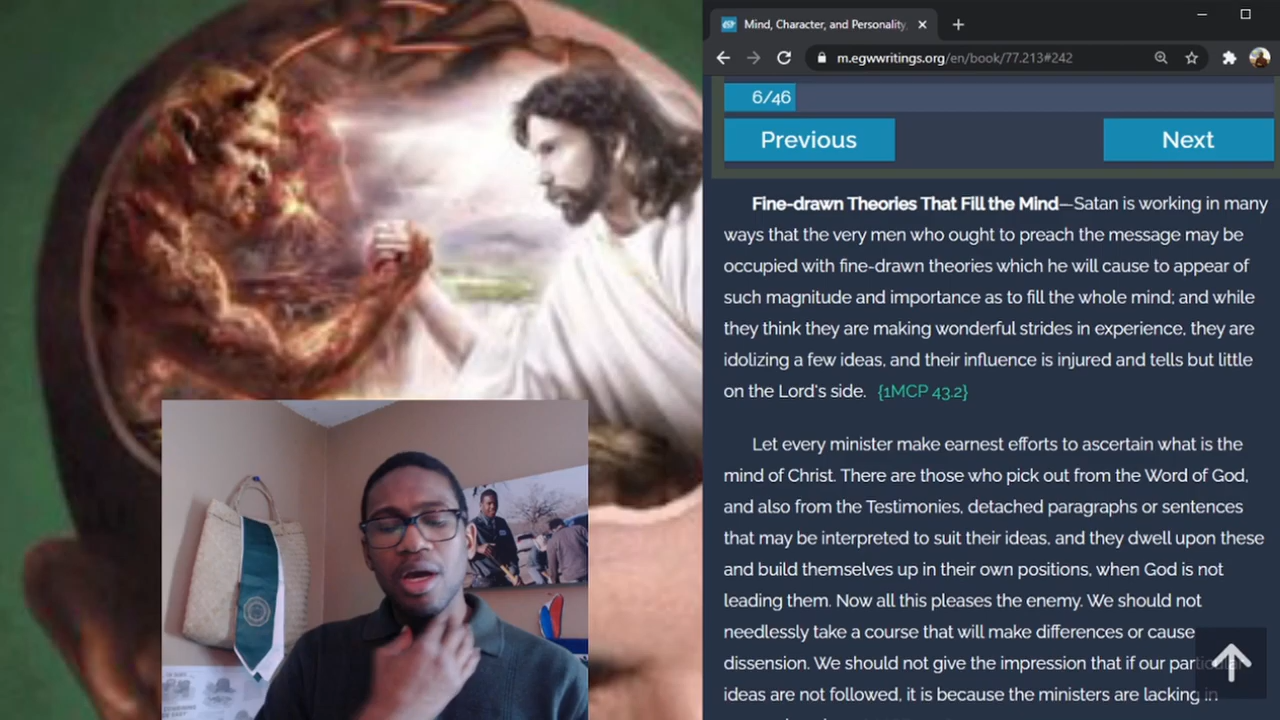 Mind, Character, and Personality,
m.egwwritings.org/en/book/77.213#242
6/46
Previous
Next
Fine-drawn Theories That Fill the Mind—Satan is working in many
ways that the very men who ought to preach the message may be
occupied with fine-drawn theories which he will cause to appear of
such magnitude and importance as to fill the whole mind; and while
they think they are making wonderful strides in experience, they are
idolizing a few ideas, and their influence is injured and tells but little
on the Lord's side. {1MCP 43.2}
Let every minister make earnest efforts to ascertain what is the
mind of Christ. There are those who pick out from the Word of God,
and also from the Testimonies, detached paragraphs or sentences
that may be interpreted to suit their ideas, and they dwell upon these
and build themselves up in their own positions, when God is not
leading them. Now all this pleases the enemy. We should not
needlessly take a course that will make differences or cause
dissension. We should not give the impression that if our particular
ideas are not followed, it is because the ministers are lacking in